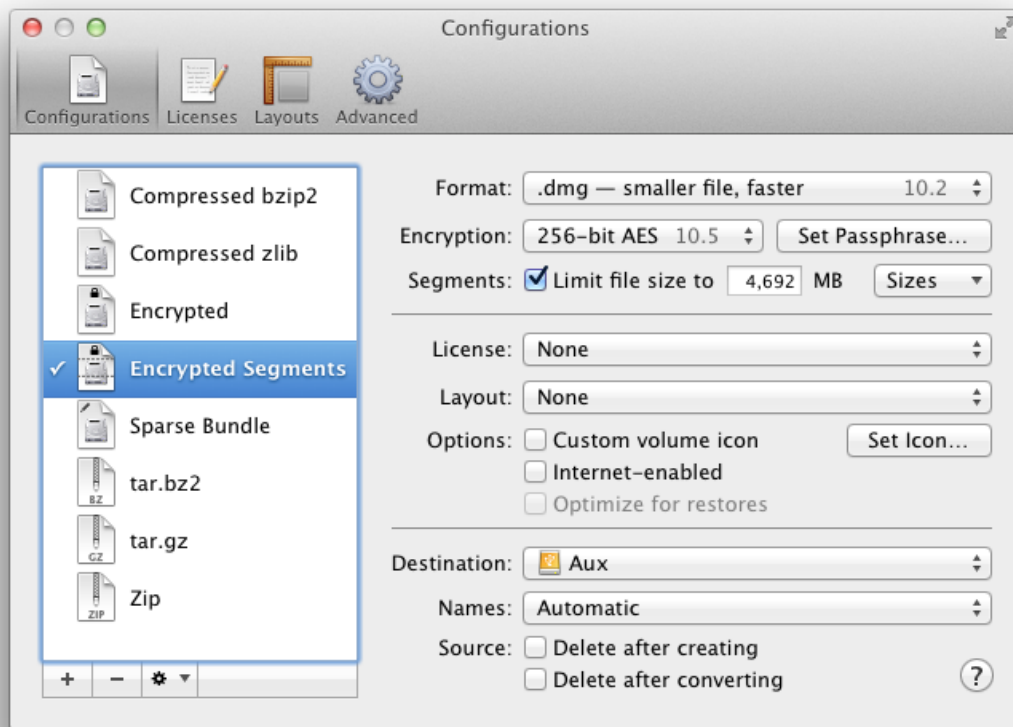 Configurations
Configurations Licenses Layouts Advanced
Compressed bzip2
Compressed zlib
Encrypted
✓ Encrypted Segments
Sparse Bundle
BZ tar.bz2
GZ tar.gz
ZIP Zip
+ −
Format: .dmg — smaller file, faster 10.2
Encryption: 256-bit AES 10.5 Set Passphrase...
Segments: Limit file size to 4,692 MB Sizes
License: None
Layout: None
Options: Custom volume icon Set Icon...
Internet-enabled
Optimize for restores
Destination: Aux
Names: Automatic
Source: Delete after creating
Delete after converting
?